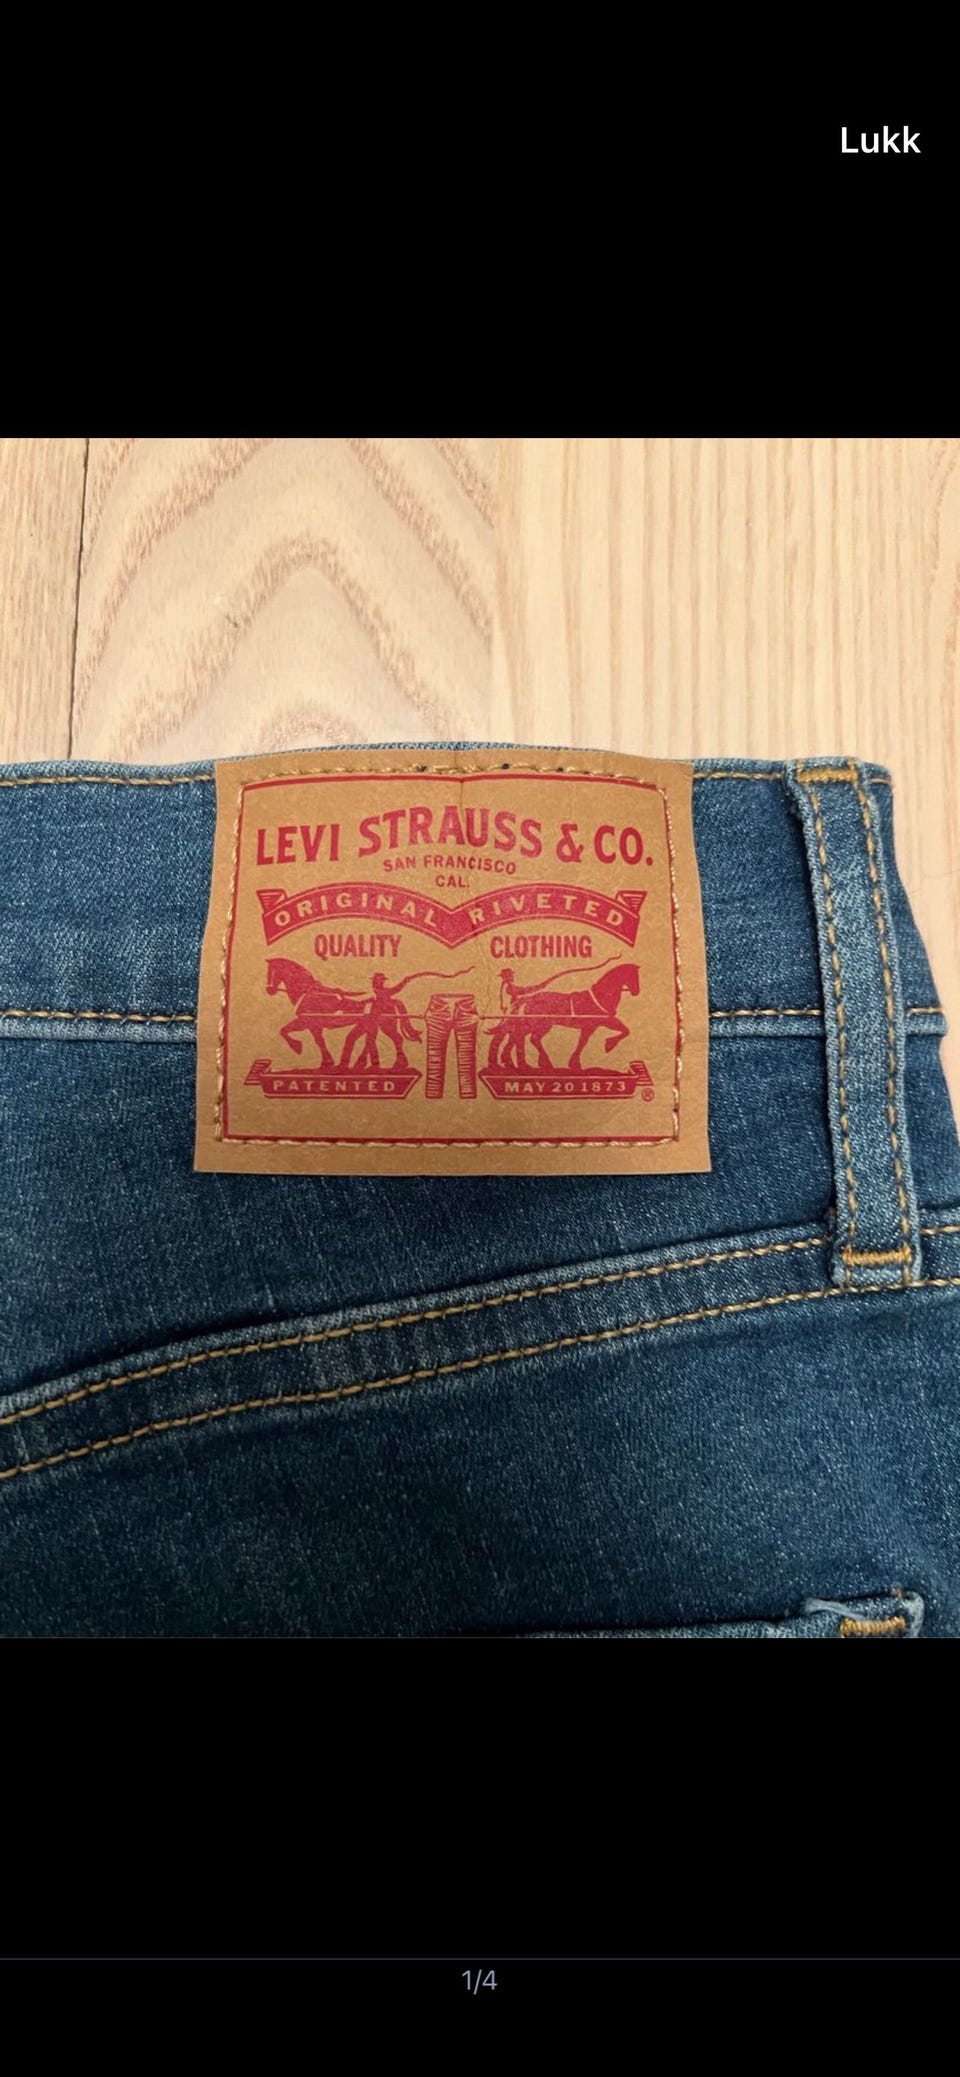 Lukk
LEVI STRAUSS & CO.
SAN FRANCISCO
CAL.
ORIGINAL RIVETED
QUALITY CLOTHING
PATENTED MAY 20 1873 ®
1/4